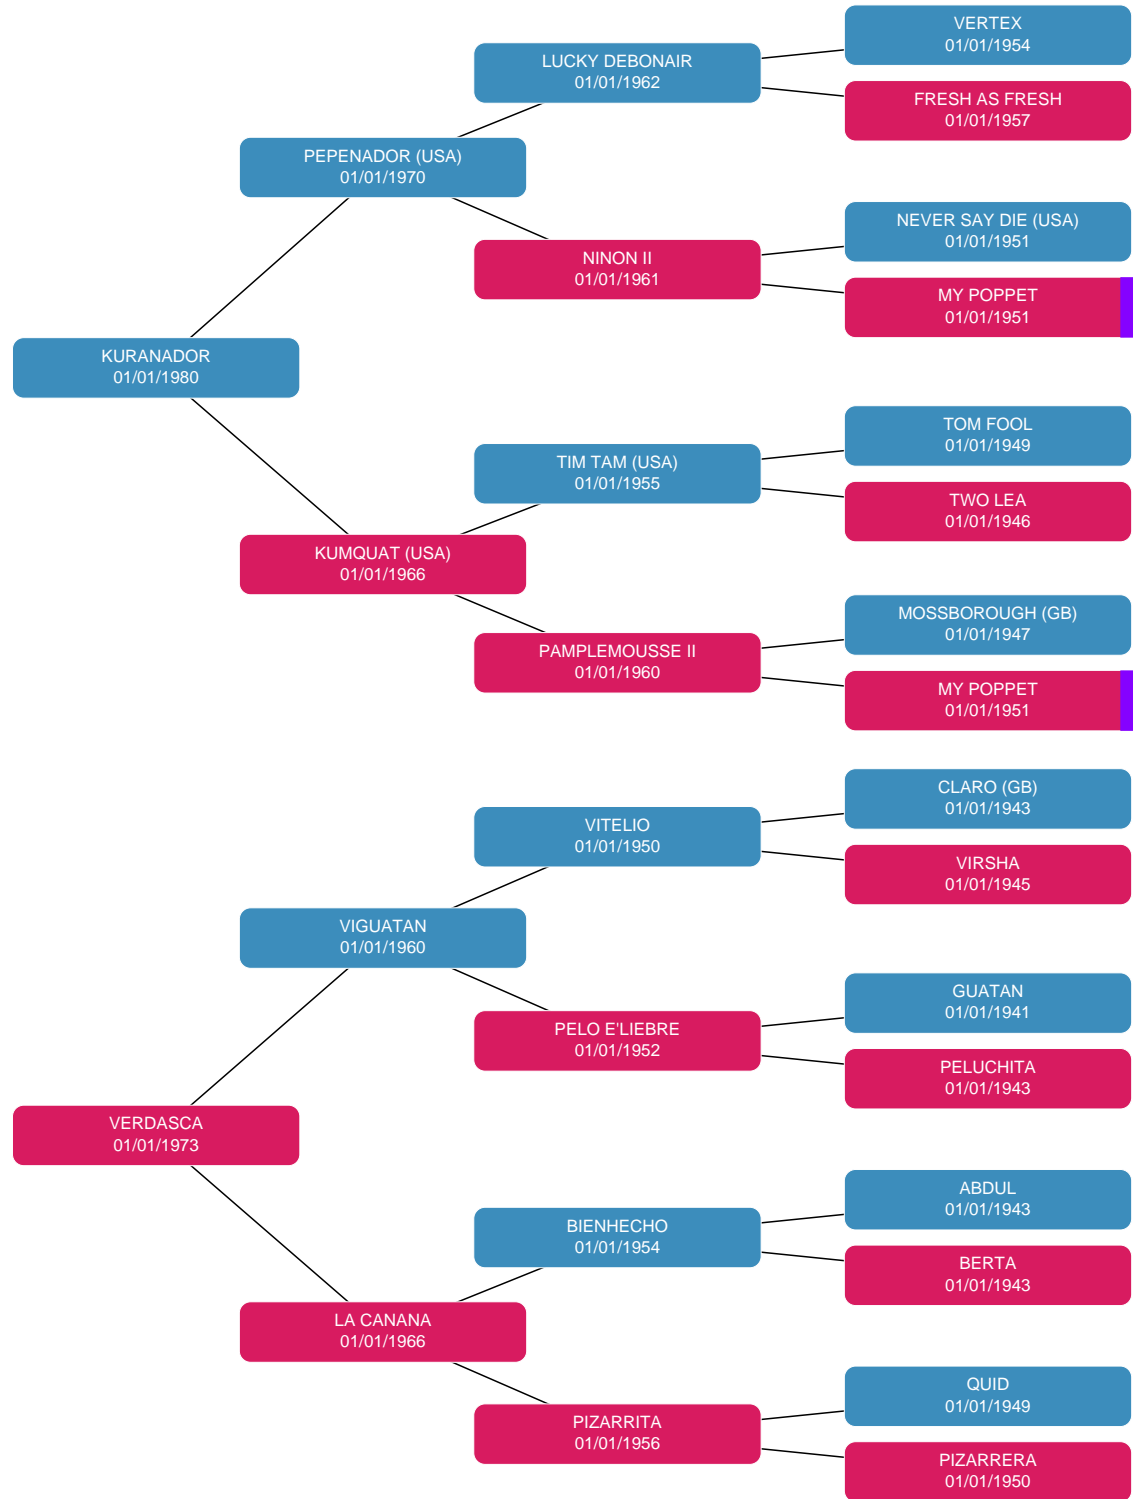 VERTEX
01/01/1954
LUCKY DEBONAIR
01/01/1962
FRESH AS FRESH
01/01/1957
PEPENADOR (USA)
01/01/1970
NEVER SAY DIE (USA)
01/01/1951
NINON II
01/01/1961
MY POPPET
01/01/1951
KURANADOR
01/01/1980
TOM FOOL
01/01/1949
TIM TAM (USA)
01/01/1955
TWO LEA
01/01/1946
KUMQUAT (USA)
01/01/1966
MOSSBOROUGH (GB)
01/01/1947
PAMPLEMOUSSE II
01/01/1960
MY POPPET
01/01/1951
CLARO (GB)
01/01/1943
VITELIO
01/01/1950
VIRSHA
01/01/1945
VIGUATAN
01/01/1960
GUATAN
01/01/1941
PELO E'LIEBRE
01/01/1952
PELUCHITA
01/01/1943
VERDASCA
01/01/1973
ABDUL
01/01/1943
BIENHECHO
01/01/1954
BERTA
01/01/1943
LA CANANA
01/01/1966
QUID
01/01/1949
PIZARRITA
01/01/1956
PIZARRERA
01/01/1950